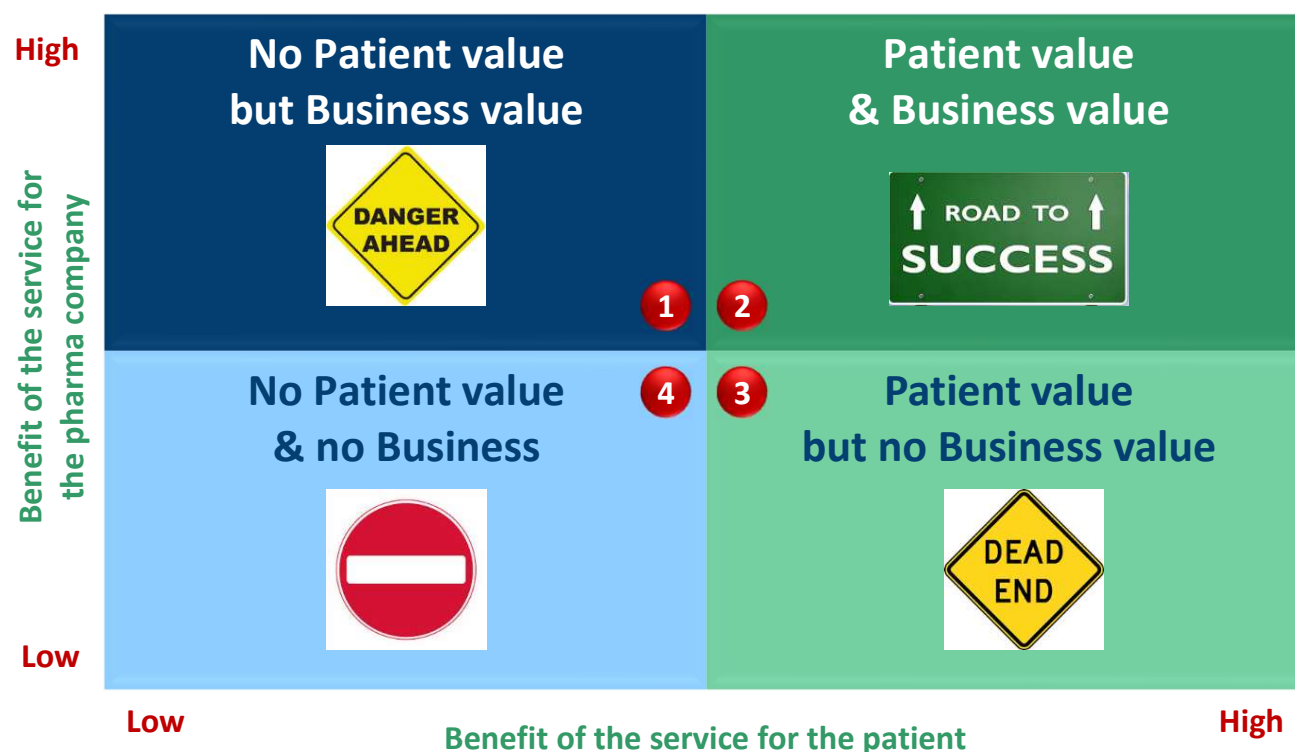 High
No Patient value
but Business value
DANGER
AHEAD
1
Patient value
& Business value
ROAD TO
SUCCESS
2
Benefit of the service for
the pharma company
No Patient value
& no Business
4
3
Patient value
but no Business value
DEAD
END
Low
Low
Benefit of the service for the patient
High